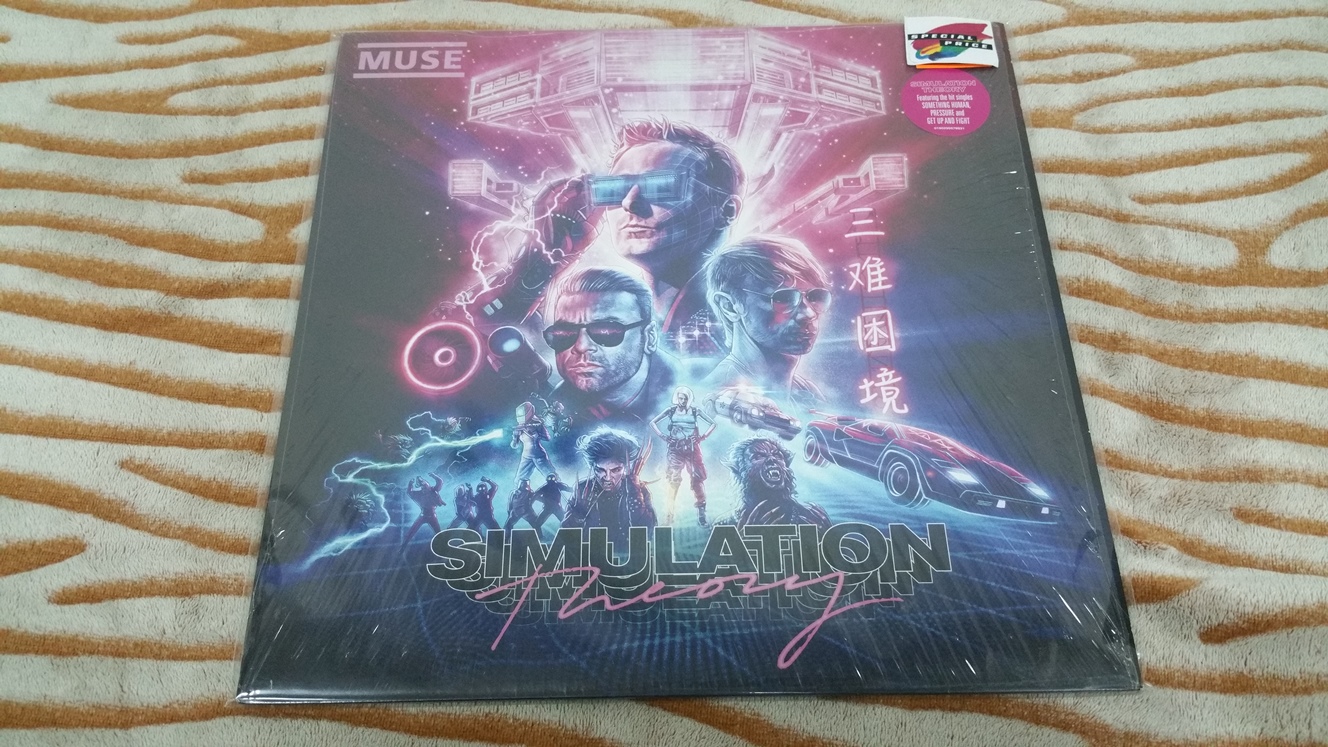 MUSE
SPECIAL
PRICE
SIMULATION
THEORY
Featuring the hit singles
SOMETHING HUMAN,
PRESSURE and
GET UP AND FIGHT
三
难
困
境
SIMULATION
Theory